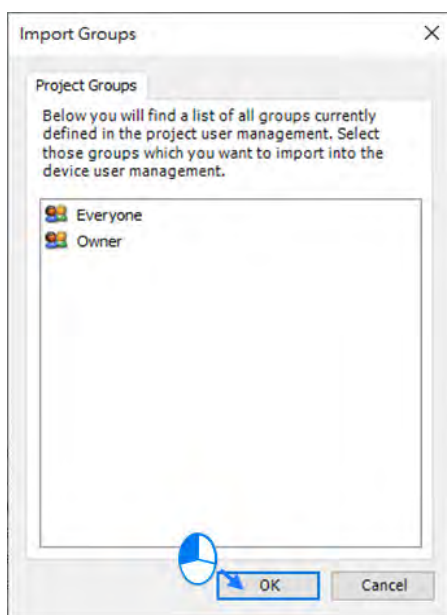 Import Groups
Project Groups
Below you will find a list of all groups currently
defined in the project user management. Select
those groups which you want to import into the
device user management.
Everyone
Owner
OK Cancel